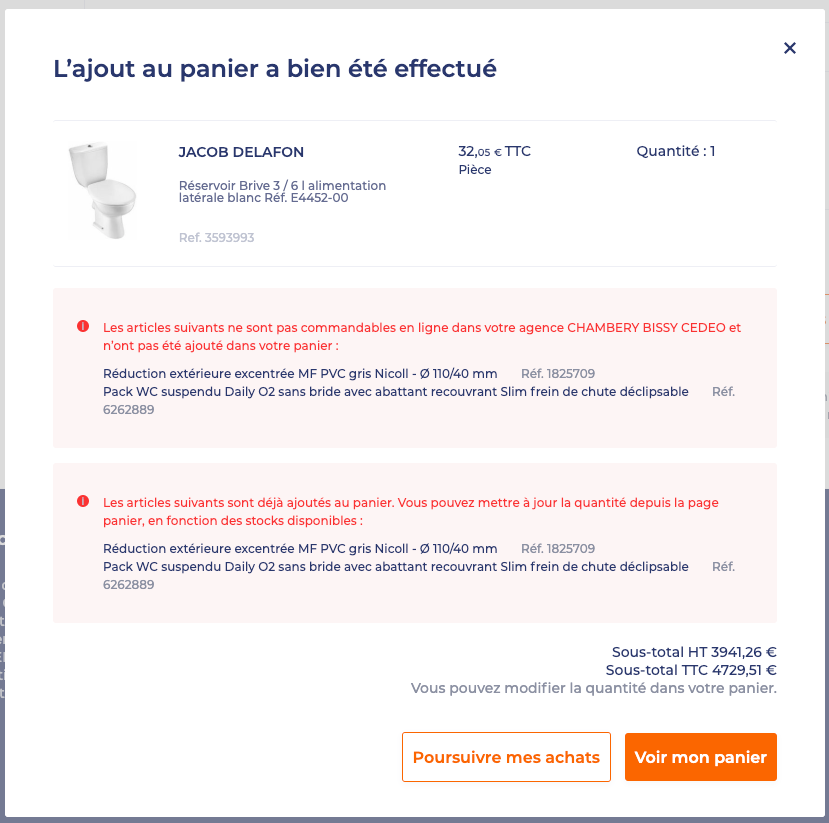 L'ajout au panier a bien été effectué
JACOB DELAFON
32,05 € TTC
Quantité : 1
Pièce
Réservoir Brive 3 / 6 l alimentation
latérale blanc Réf. E4452-00
Ref. 3593993
Les articles suivants ne sont pas commandables en ligne dans votre agence CHAMBERY BISSY CEDEO et
n'ont pas été ajouté dans votre panier :
Réduction extérieure excentrée MF PVC gris Nicoll - Ø 110/40 mm Réf. 1825709
Pack WC suspendu Daily O2 sans bride avec abattant recouvrant Slim frein de chute déclipsable Réf.
6262889
Les articles suivants sont déjà ajoutés au panier. Vous pouvez mettre à jour la quantité depuis la page
panier, en fonction des stocks disponibles :
Réduction extérieure excentrée MF PVC gris Nicoll - Ø 110/40 mm Réf. 1825709
Pack WC suspendu Daily O2 sans bride avec abattant recouvrant Slim frein de chute déclipsable Réf.
6262889
Sous-total HT 3941,26 €
Sous-total TTC 4729,51 €
Vous pouvez modifier la quantité dans votre panier.
Poursuivre mes achats
Voir mon panier